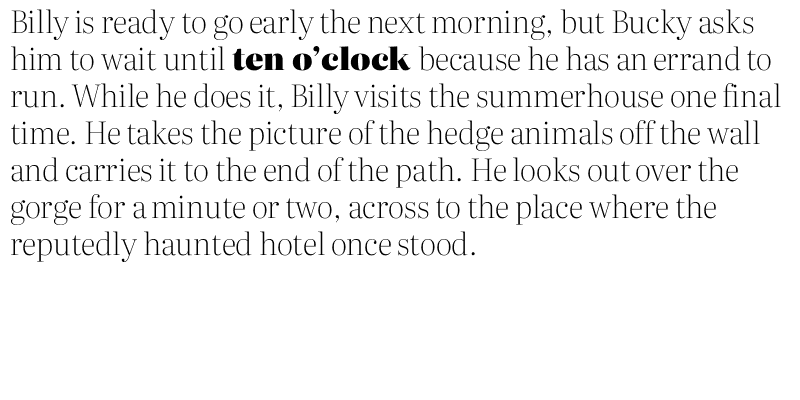 Billy is ready to go early the next morning, but Bucky asks
him to wait until ten o’clock because he has an errand to
run. While he does it, Billy visits the summerhouse one final
time. He takes the picture of the hedge animals off the wall
and carries it to the end of the path. He looks out over the
gorge for a minute or two, across to the place where the
reputedly haunted hotel once stood.